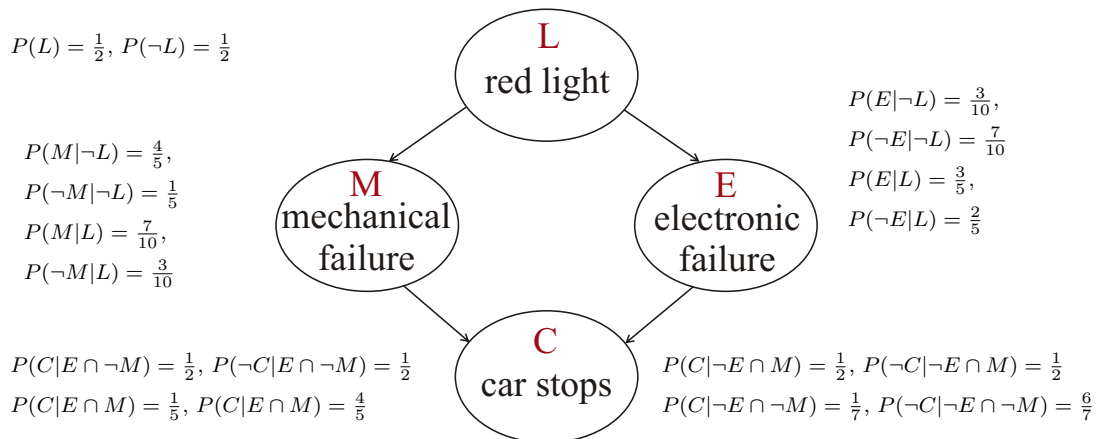 P(L) = 1/2, P(¬L) = 1/2
L
red light
P(E|¬L) = 3/10,
P(¬E|¬L) = 7/10
P(E|L) = 3/5,
P(¬E|L) = 2/5
P(M|¬L) = 4/5,
P(¬M|¬L) = 1/5
P(M|L) = 7/10,
P(¬M|L) = 3/10
M
mechanical
failure
E
electronic
failure
C
car stops
P(C|E ∩ ¬M) = 1/2, P(¬C|E ∩ ¬M) = 1/2
P(C|E ∩ M) = 1/5, P(C|E ∩ M) = 4/5
P(C|¬E ∩ M) = 1/2, P(¬C|¬E ∩ M) = 1/2
P(C|¬E ∩ ¬M) = 1/7, P(¬C|¬E ∩ ¬M) = 6/7